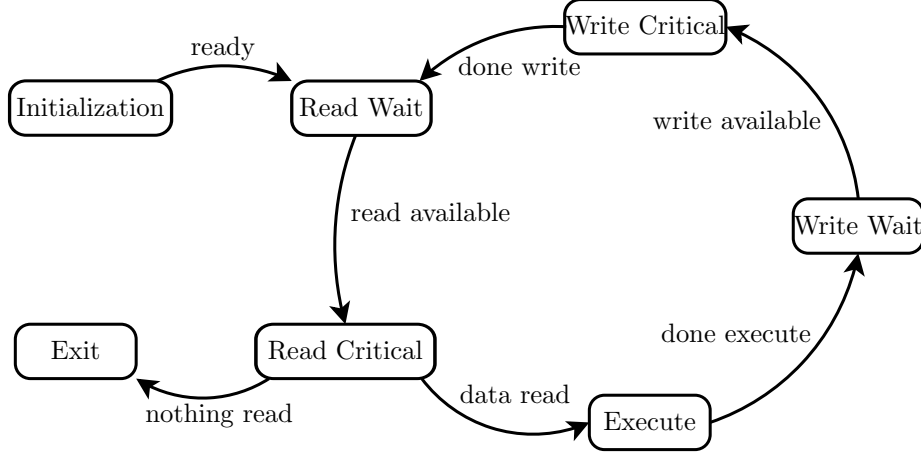 Write Critical
ready
done write
Initialization
Read Wait
write available
read available
Write Wait
done execute
Exit
Read Critical
data read
nothing read
Execute